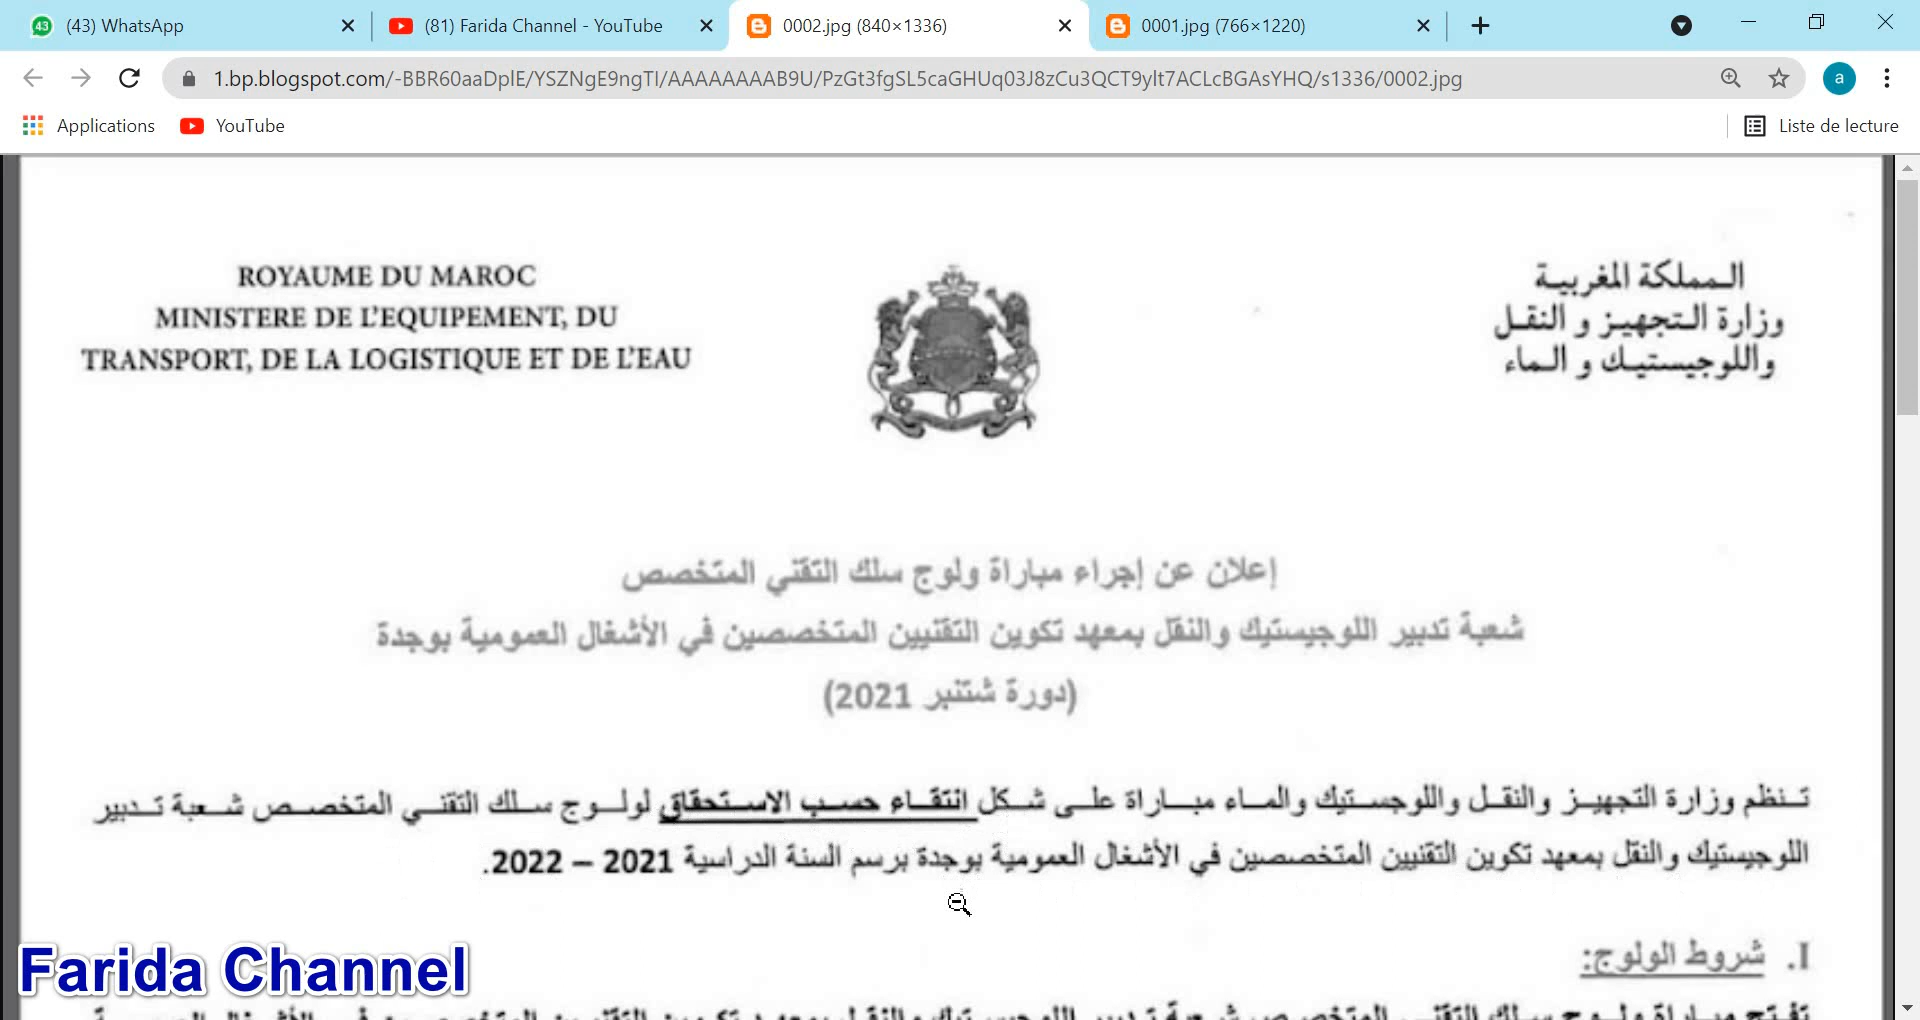 (43) WhatsApp
(81) Farida Channel - YouTube
0002.jpg (840×1336)
0001.jpg (766×1220)
1.bp.blogspot.com/-BBR60aaDplE/YSZNgE9ngTI/AAAAAAAAB9U/PzGt3fgSL5caGHUq03J8zCu3QCT9yIt7ACLcBGAsYHQ/s1336/0002.jpg
a
Applications
YouTube
Liste de lecture
ROYAUME DU MAROC
MINISTERE DE L'EQUIPEMENT, DU
TRANSPORT, DE LA LOGISTIQUE ET DE L'EAU
المملكة المغربية
وزارة التجهيز و النقل
واللوجيستيك و الماء
إعلان عن إجراء مباراة ولوج سلك التقني المتخصص
شعبة تدبير اللوجيستيك والنقل بمعهد تكوين التقنيين المتخصصين في الأشغال العمومية بوجدة
(دورة شتنبر 2021)
تنظم وزارة التجهيز والنقل واللوجستيك والماء مباراة على شكل انتقاء حسب الاستحقاق لولوج سلك التقني المتخصص شعبة تدبير
اللوجيستيك والنقل بمعهد تكوين التقنيين المتخصصين في الأشغال العمومية بوجدة برسم السنة الدراسية 2021 – 2022.
I. شروط الولوج:
Farida Channel